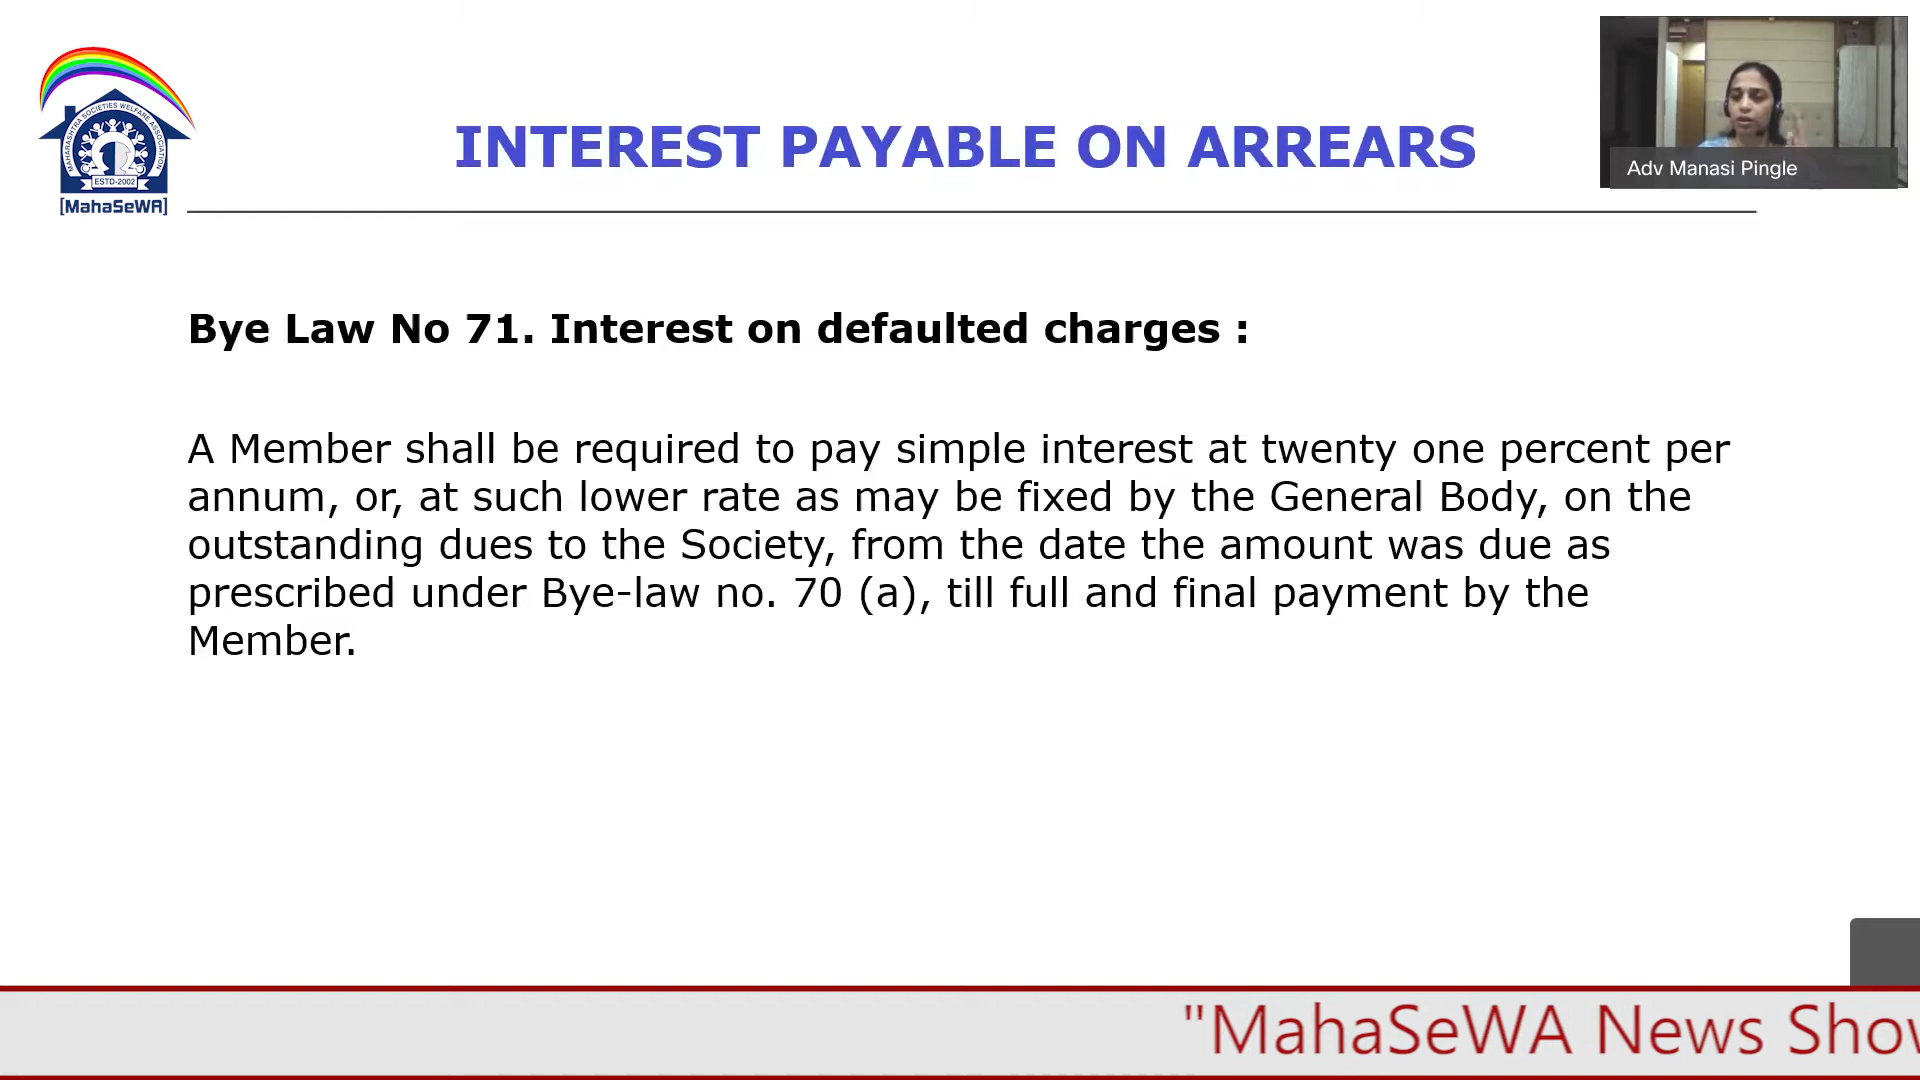 MAHARASHTRA SOCIETIES WELFARE ASSOCIATION
ESTD-2002
[MahaSeWA]
INTEREST PAYABLE ON ARREARS
Adv Manasi Pingle
Bye Law No 71. Interest on defaulted charges :
A Member shall be required to pay simple interest at twenty one percent per
annum, or, at such lower rate as may be fixed by the General Body, on the
outstanding dues to the Society, from the date the amount was due as
prescribed under Bye-law no. 70 (a), till full and final payment by the
Member.
"MahaSeWA News Sho